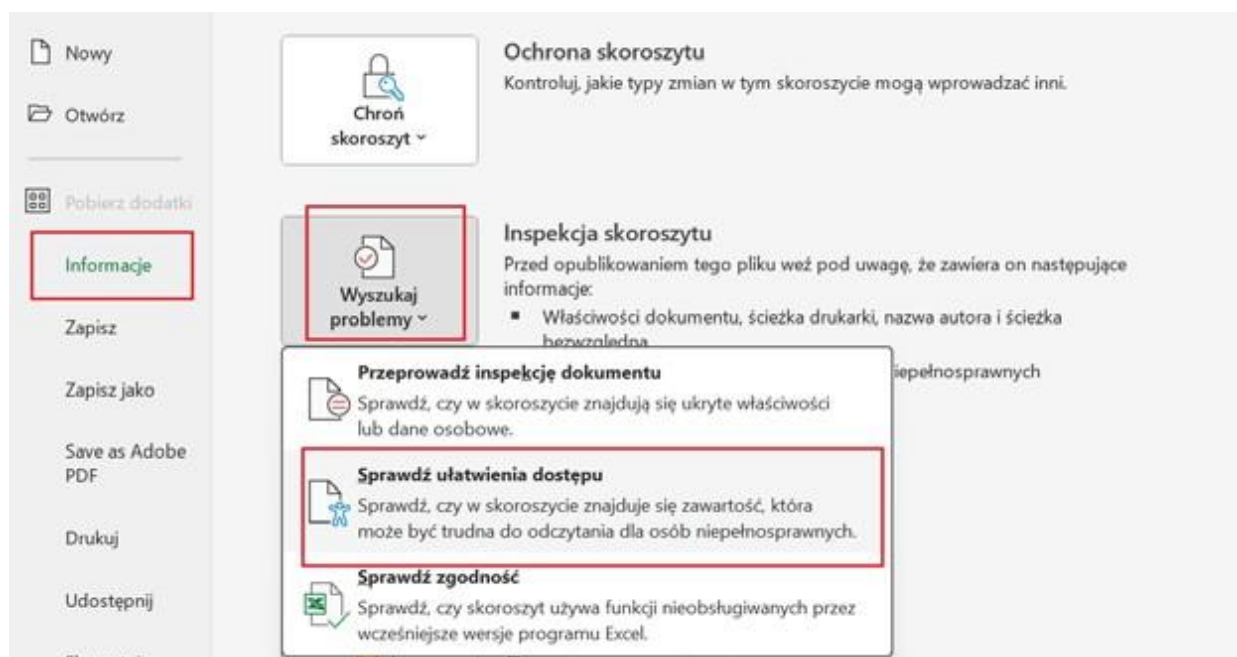 Nowy
Otwórz
Pobierz dodatki
Informacje
Zapisz
Zapisz jako
Save as Adobe
PDF
Drukuj
Udostępnij
Chroń
skoroszyt
Ochrona skoroszytu
Kontroluj, jakie typy zmian w tym skoroszycie mogą wprowadzać inni.
Wyszukaj
problemy
Inspekcja skoroszytu
Przed opublikowaniem tego pliku weź pod uwagę, że zawiera on następujące
informacje:
▪ Właściwości dokumentu, ścieżka drukarki, nazwa autora i ścieżka
bezwzględna
iepełnosprawnych
Przeprowadź inspekcję dokumentu
Sprawdź, czy w skoroszycie znajdują się ukryte właściwości
lub dane osobowe.
Sprawdź ułatwienia dostępu
Sprawdź, czy w skoroszycie znajduje się zawartość, która
może być trudna do odczytania dla osób niepełnosprawnych.
Sprawdź zgodność
Sprawdź, czy skoroszyt używa funkcji nieobsługiwanych przez
wcześniejsze wersje programu Excel.